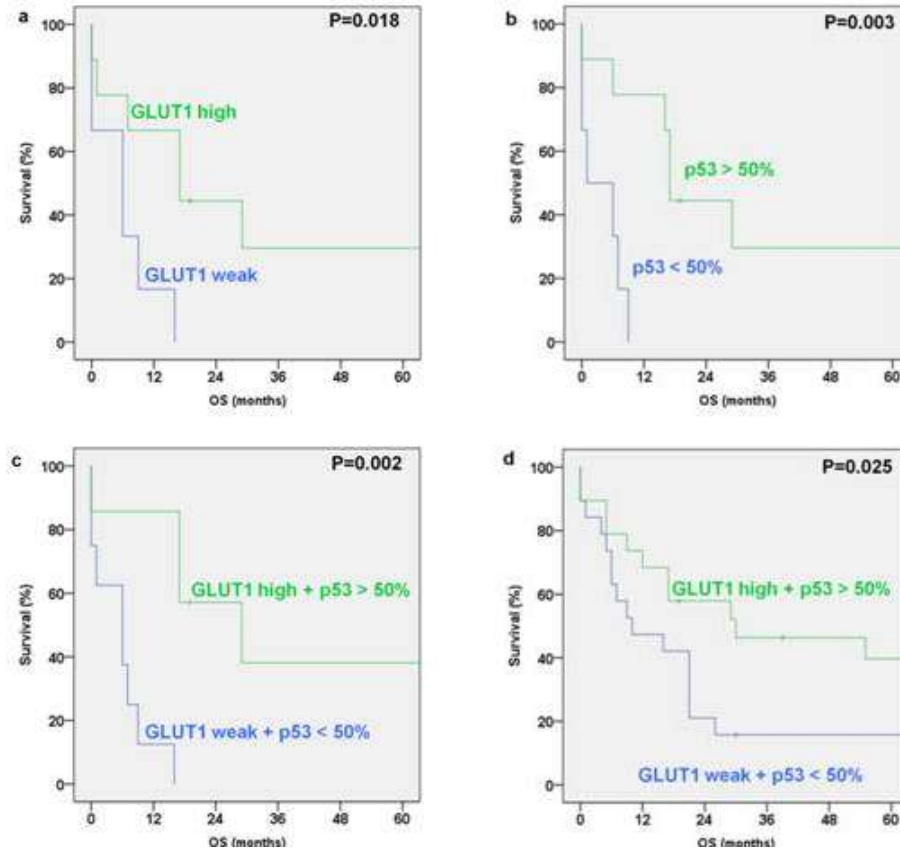 a
P=0.018
100
80
60
40
20
0
Survival (%)
GLUT1 high
GLUT1 weak
0 12 24 36 48 60
OS (months)
b
P=0.003
100
80
60
40
20
0
Survival (%)
p53 > 50%
p53 < 50%
0 12 24 36 48 60
OS (months)
c
P=0.002
100
80
60
40
20
0
Survival (%)
GLUT1 high + p53 > 50%
GLUT1 weak + p53 < 50%
0 12 24 36 48 60
OS (months)
d
P=0.025
100
80
60
40
20
0
Survival (%)
GLUT1 high + p53 > 50%
GLUT1 weak + p53 < 50%
0 12 24 36 48 60
OS (months)